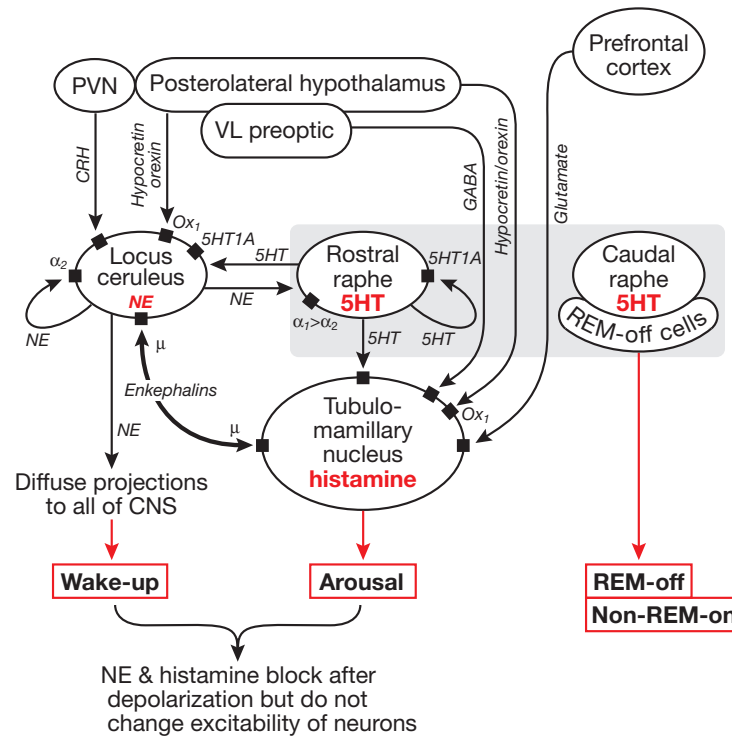 PVN
Posterolateral hypothalamus
Prefrontal
cortex
VL preoptic
CRH
Hypocretin
orexin
GABA
Hypocretin/orexin
Glutamate
Ox₁
5HT1A
α₂
Locus
ceruleus
NE
5HT
NE
Rostral
raphe
5HT
5HT1A
α₁>α₂
Caudal
raphe
5HT
REM-off cells
NE
μ
5HT
5HT
Enkephalins
μ
Ox₁
Tubulo-
mamillary
nucleus
histamine
NE
Diffuse projections
to all of CNS
Wake-up
Arousal
REM-off
Non-REM-on
NE & histamine block after
depolarization but do not
change excitability of neurons